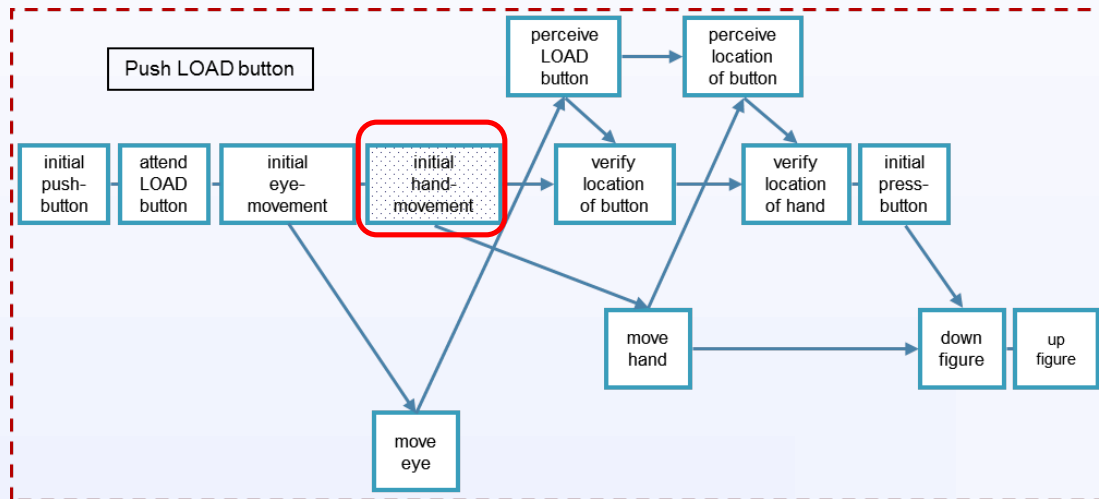 Push LOAD button
perceive
LOAD
button
perceive
location
of button
initial
push-
button
attend
LOAD
button
initial
eye-
movement
initial
hand-
movement
verify
location
of button
verify
location
of hand
initial
press-
button
move
hand
down
figure
up
figure
move
eye